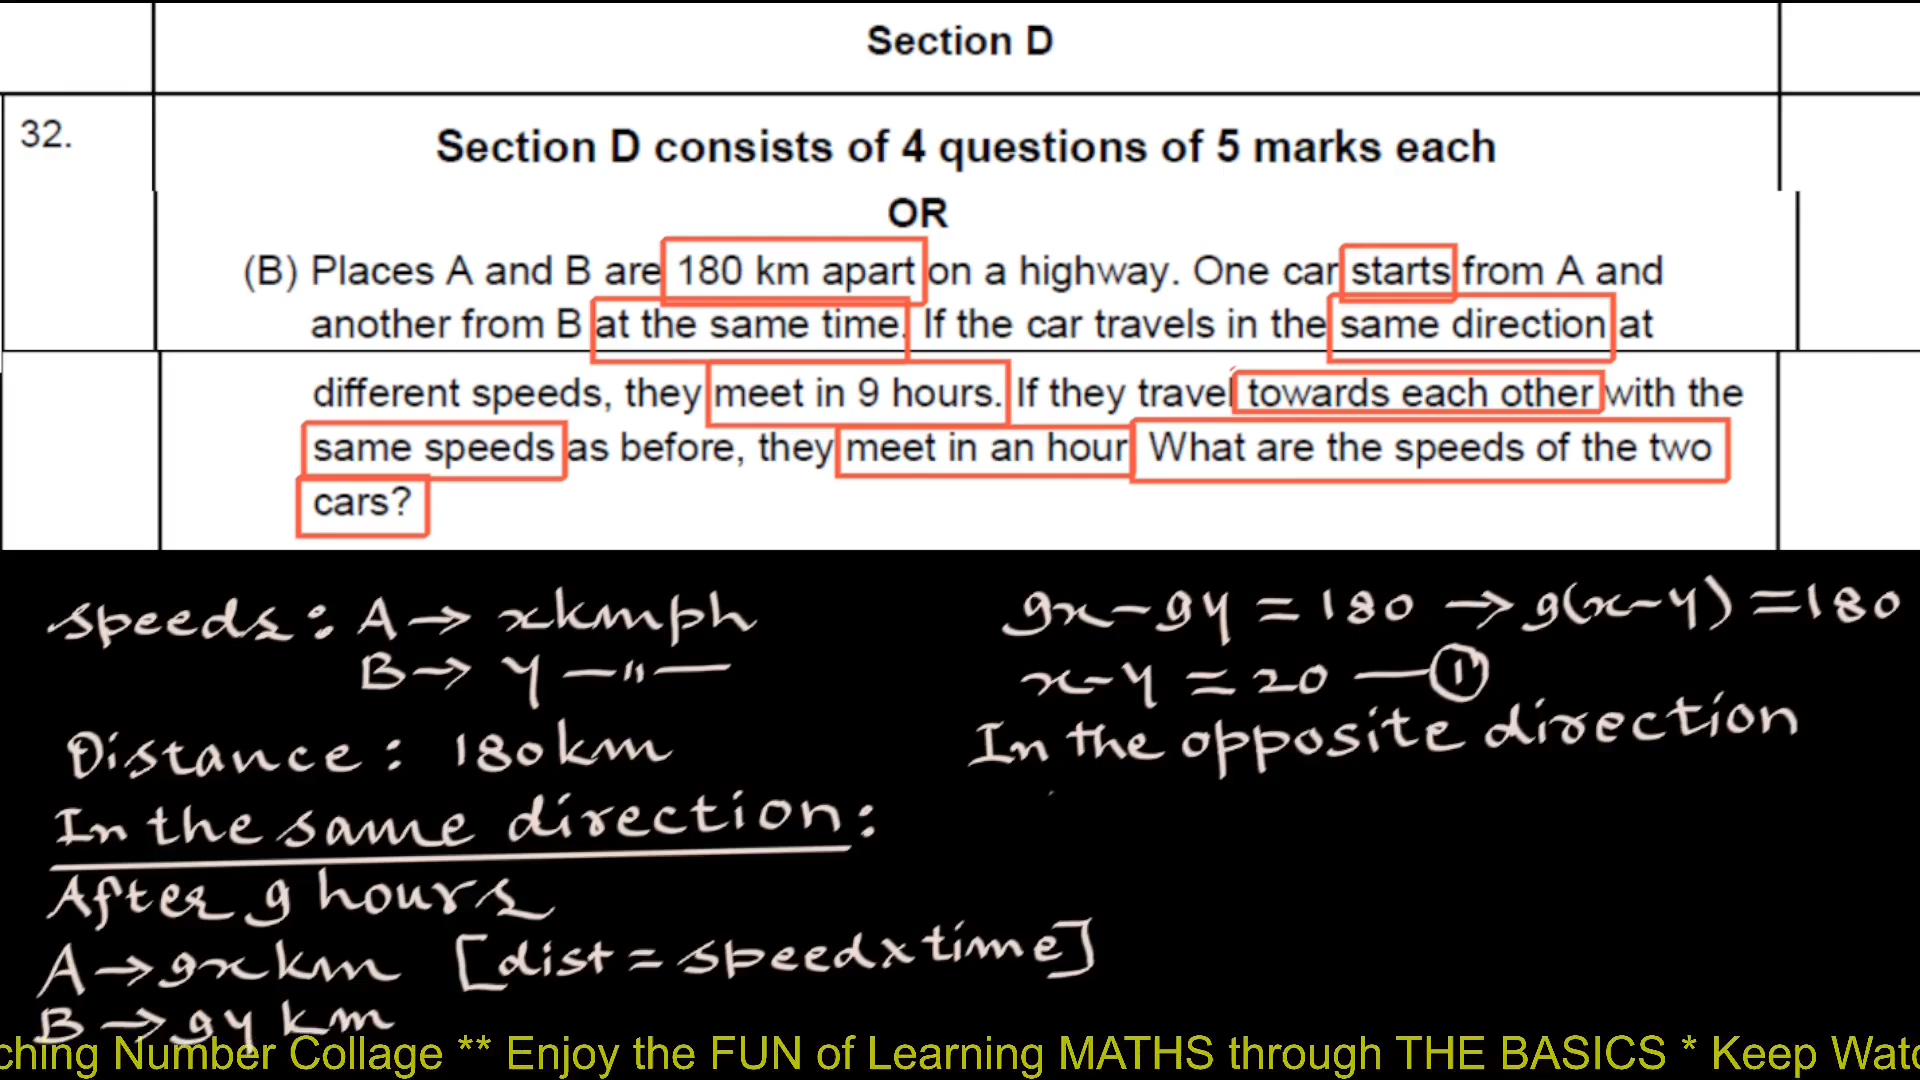 Section D
32.
Section D consists of 4 questions of 5 marks each
OR
(B) Places A and B are 180 km apart on a highway. One car starts from A and
another from B at the same time. If the car travels in the same direction at
different speeds, they meet in 9 hours. If they travel towards each other with the
same speeds as before, they meet in an hour What are the speeds of the two
cars?
speeds: A → x kmph
B → y —"—
Distance: 180 km
In the same direction:
After 9 hours
A → 9x km [dist = speed x time]
B → 9y km
9x - 9y = 180 → 9(x-y) = 180
x - y = 20 — ①
In the opposite direction
ching Number Collage ** Enjoy the FUN of Learning MATHS through THE BASICS * Keep Watc